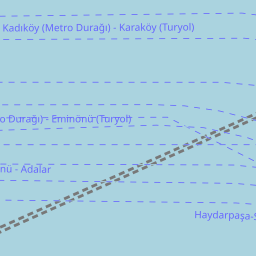 Kadıköy (Metro Durağı) - Karaköy (Turyol)
o Durağı) - Eminönü (Turyol)
nü - Adalar
Haydarpaşa-S